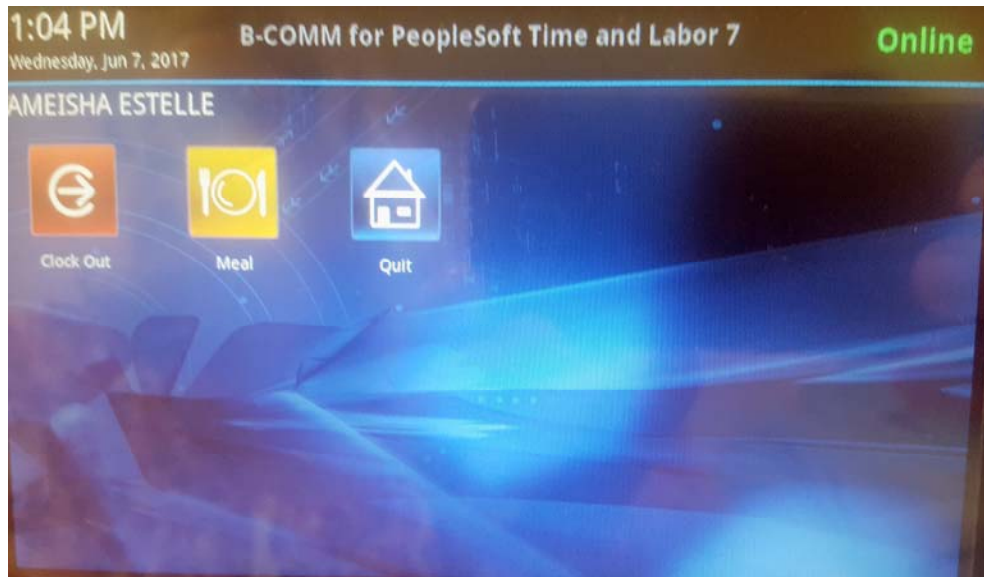 1:04 PM
B-COMM for PeopleSoft Time and Labor 7
Online
Wednesday, Jun 7, 2017
AMEISHA ESTELLE
Clock Out
Meal
Quit